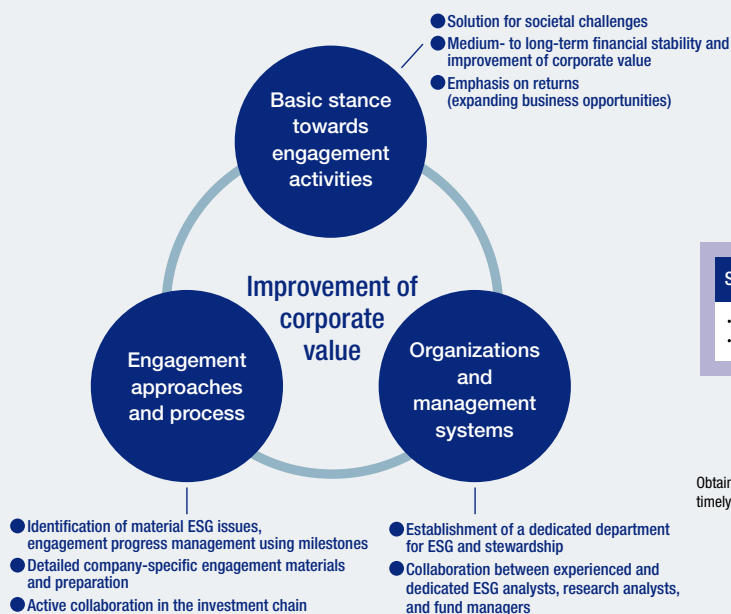 Solution for societal challenges
Medium- to long-term financial stability and
improvement of corporate value
Emphasis on returns
(expanding business opportunities)
Basic stance
towards
engagement
activities
Improvement of
corporate
value
Engagement
approaches
and process
Organizations
and
management
systems
Identification of material ESG issues,
engagement progress management using milestones
Detailed company-specific engagement materials
and preparation
Active collaboration in the investment chain
Establishment of a dedicated department
for ESG and stewardship
Collaboration between experienced and
dedicated ESG analysts, research analysts,
and fund managers
S
Obtain
timely